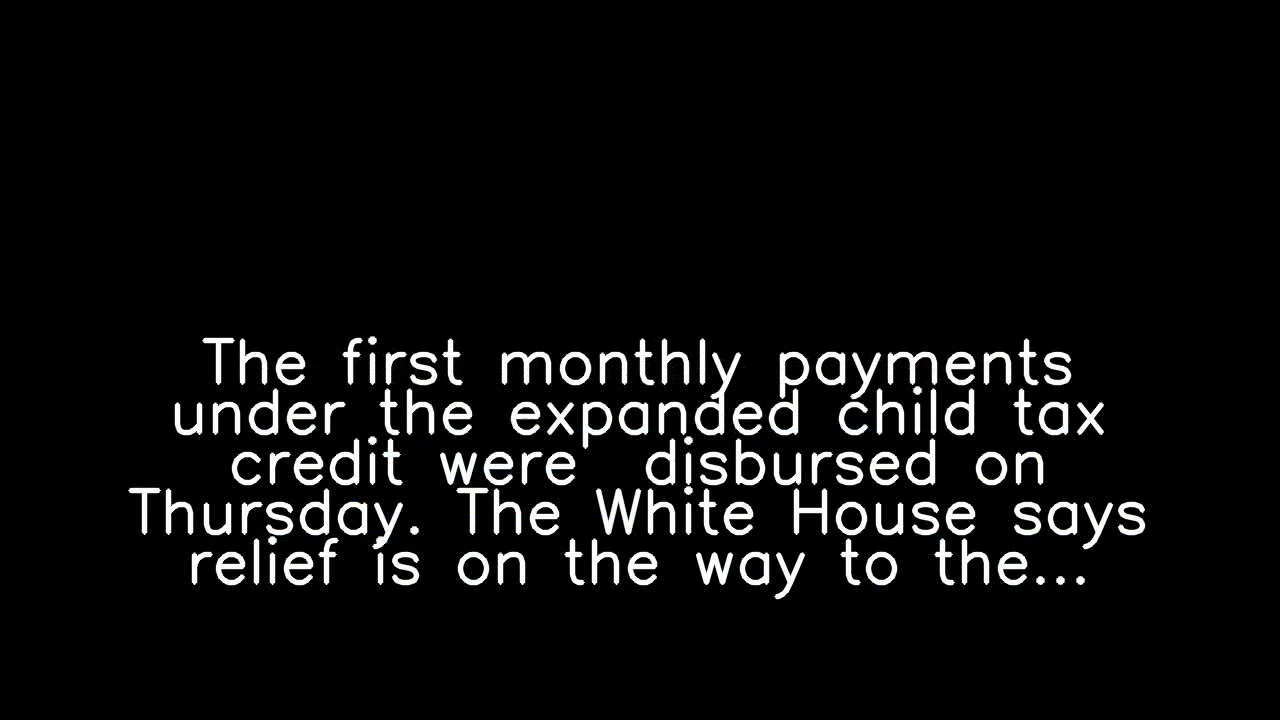 The first monthly payments
under the expanded child tax
credit were  disbursed on
Thursday. The White House says
relief is on the way to the...